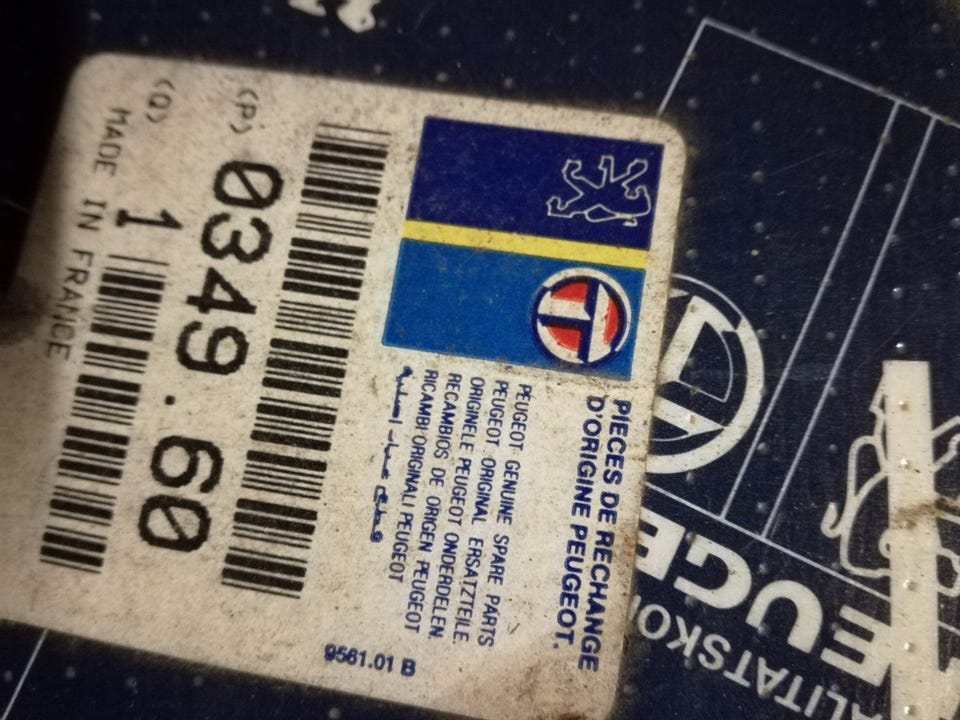 PIECES DE RECHANGE
D'ORIGINE PEUGEOT.
PEUGEOT GENUINE SPARE PARTS
PEUGEOT ORIGINAL ERSATZTEILE
ORIGINELE PEUGEOT ONDERDELEN.
RECAMBIOS DE ORIGEN PEUGEOT
RICAMBI ORIGINALI PEUGEOT
9561.01 B
(P) 0349.60
(Q) 1
MADE IN FRANCE